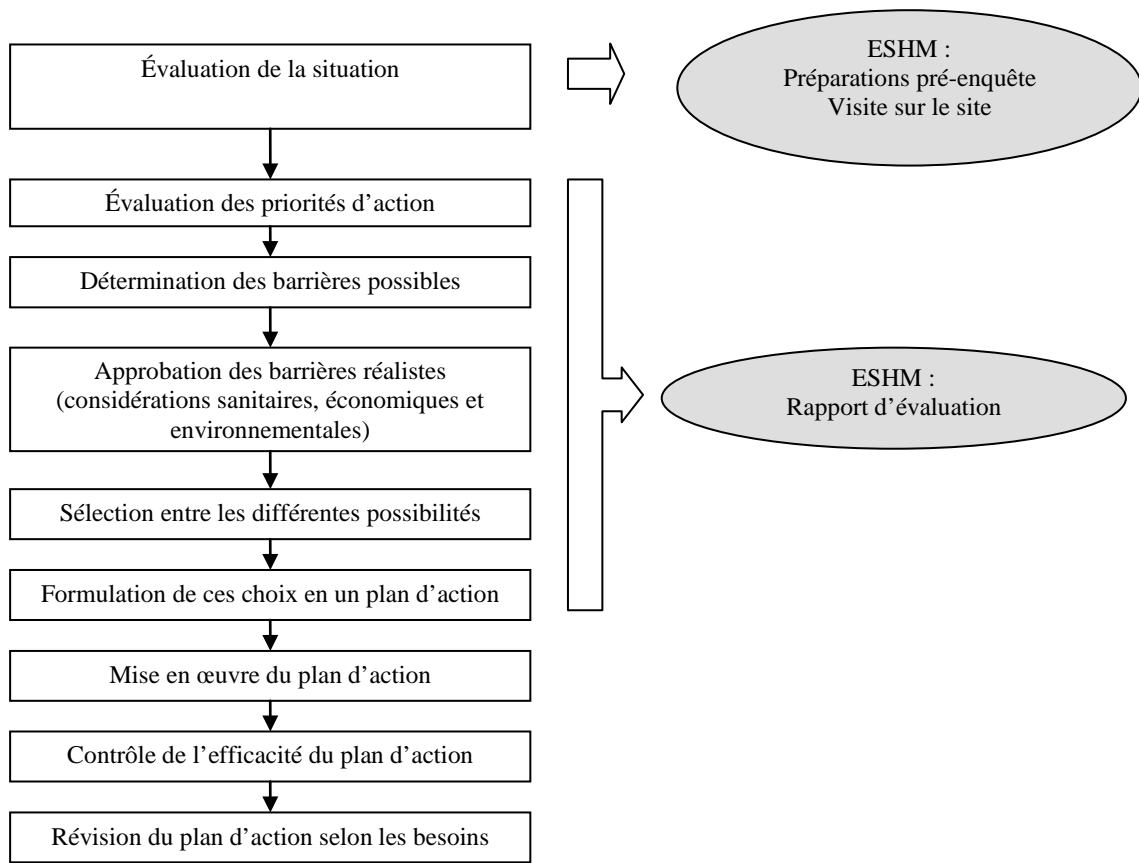 Évaluation de la situation
ESHM :
Préparations pré-enquête
Visite sur le site
Évaluation des priorités d’action
Détermination des barrières possibles
Approbation des barrières réalistes
(considérations sanitaires, économiques et
environnementales)
ESHM :
Rapport d’évaluation
Sélection entre les différentes possibilités
Formulation de ces choix en un plan d’action
Mise en œuvre du plan d’action
Contrôle de l’efficacité du plan d’action
Révision du plan d’action selon les besoins